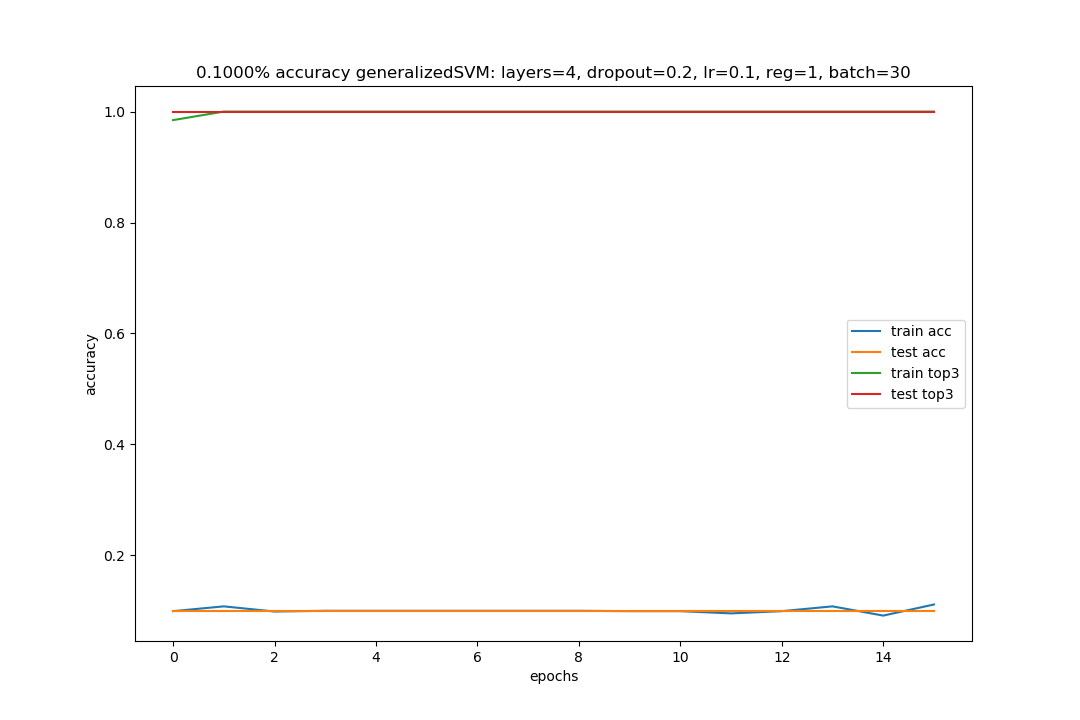 0.1000% accuracy generalizedSVM: layers=4, dropout=0.2, lr=0.1, reg=1, batch=30
1.0
0.8
0.6
0.4
0.2
accuracy
train acc
test acc
train top3
test top3
0 2 4 6 8 10 12 14
epochs